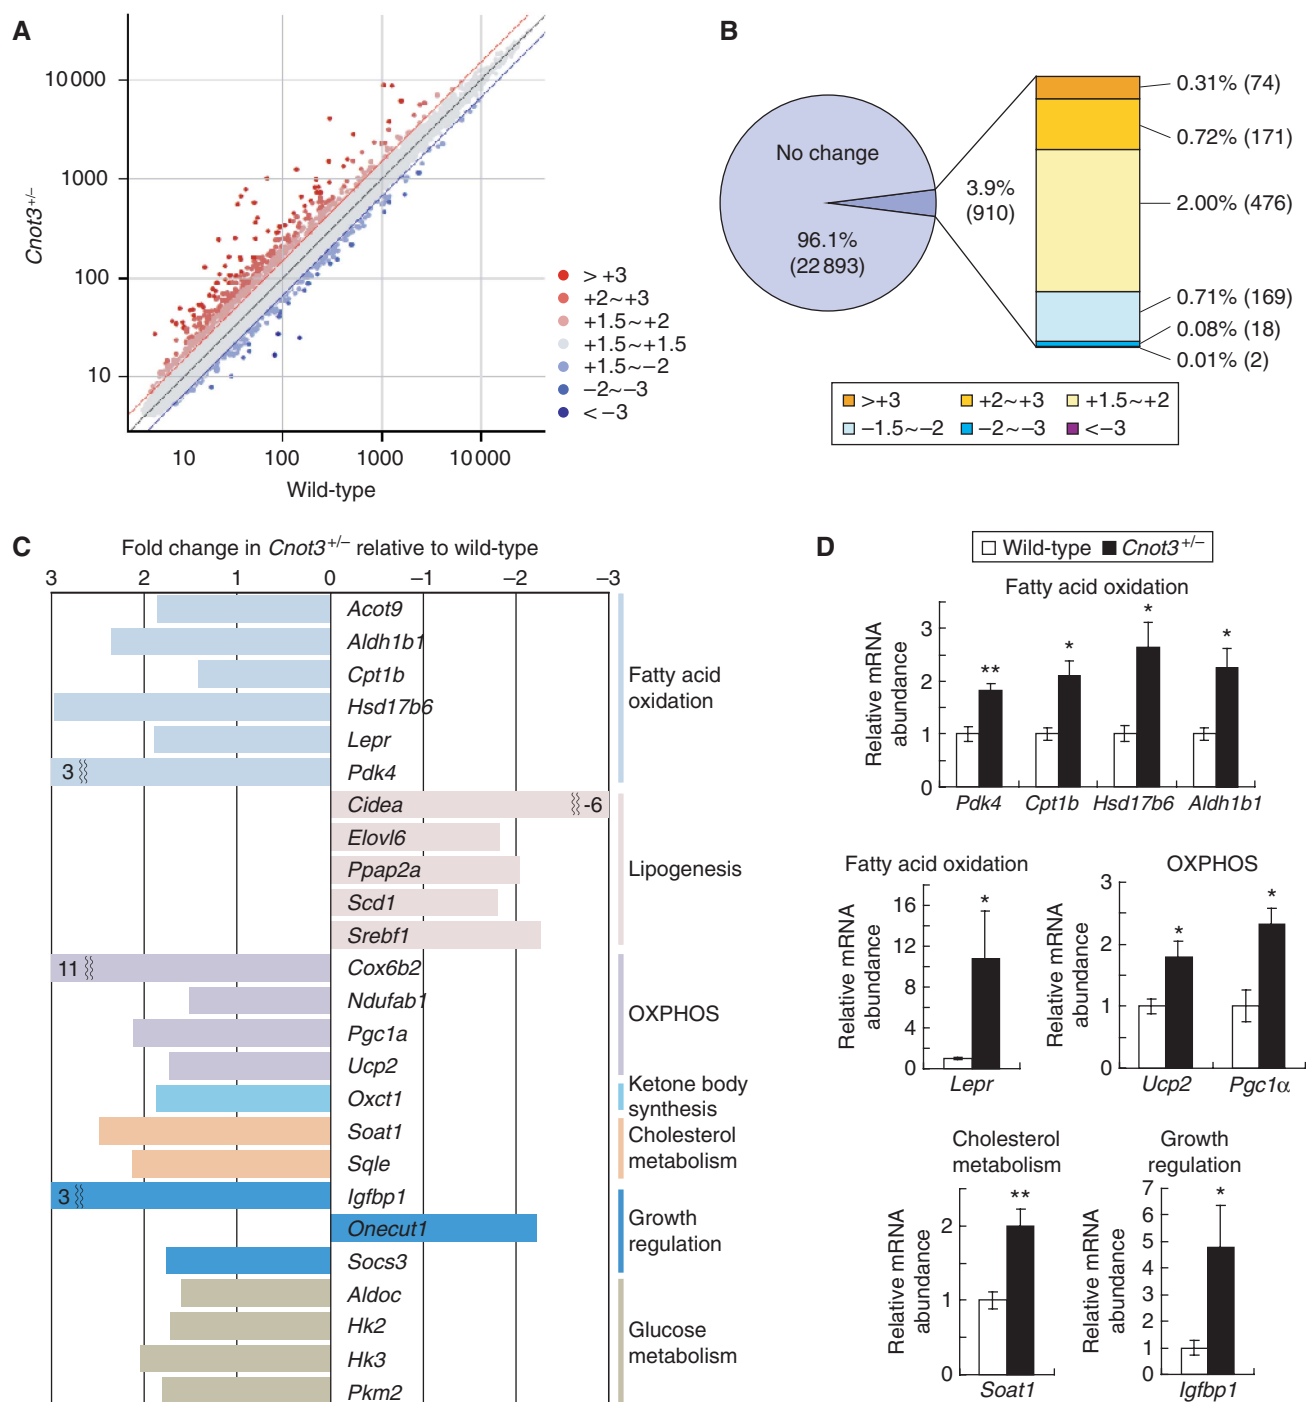 A
Cnot3+/–
10 000
1000
100
10
10
100
1000
10 000
Wild-type
> +3
+2~+3
+1.5~+2
+1.5~+1.5
+1.5~−2
−2~−3
< −3
B
No change
96.1%
(22 893)
3.9%
(910)
0.31% (74)
0.72% (171)
2.00% (476)
0.71% (169)
0.08% (18)
0.01% (2)
>+3
+2~+3
+1.5~+2
−1.5~−2
−2~−3
<−3
C
Fold change in Cnot3+/– relative to wild-type
3 2 1 0 −1 −2 −3
Acot9
Aldh1b1
Cpt1b
Hsd17b6
Lepr
3 Pdk4
Fatty acid
oxidation
Cidea -6
Elovl6
Ppap2a
Scd1
Srebf1
Lipogenesis
11 Cox6b2
Ndufab1
Pgc1a
Ucp2
OXPHOS
Oxct1
Ketone body
synthesis
Soat1
Sqle
Cholesterol
metabolism
3 Igfbp1
Onecut1
Socs3
Growth
regulation
Aldoc
Hk2
Hk3
Pkm2
Glucose
metabolism
D
Wild-type Cnot3+/–
Fatty acid oxidation
Relative mRNA
abundance
3
2
1
0
** * * *
Pdk4 Cpt1b Hsd17b6 Aldh1b1
Fatty acid oxidation
Relative mRNA
abundance
16
12
8
4
0
*
Lepr
OXPHOS
Relative mRNA
abundance
3
2
1
0
* *
Ucp2 Pgc1α
Cholesterol
metabolism
Relative mRNA
abundance
2
1
0
**
Soat1
Growth
regulation
Relative mRNA
abundance
7
6
5
4
3
2
1
0
*
Igfbp1